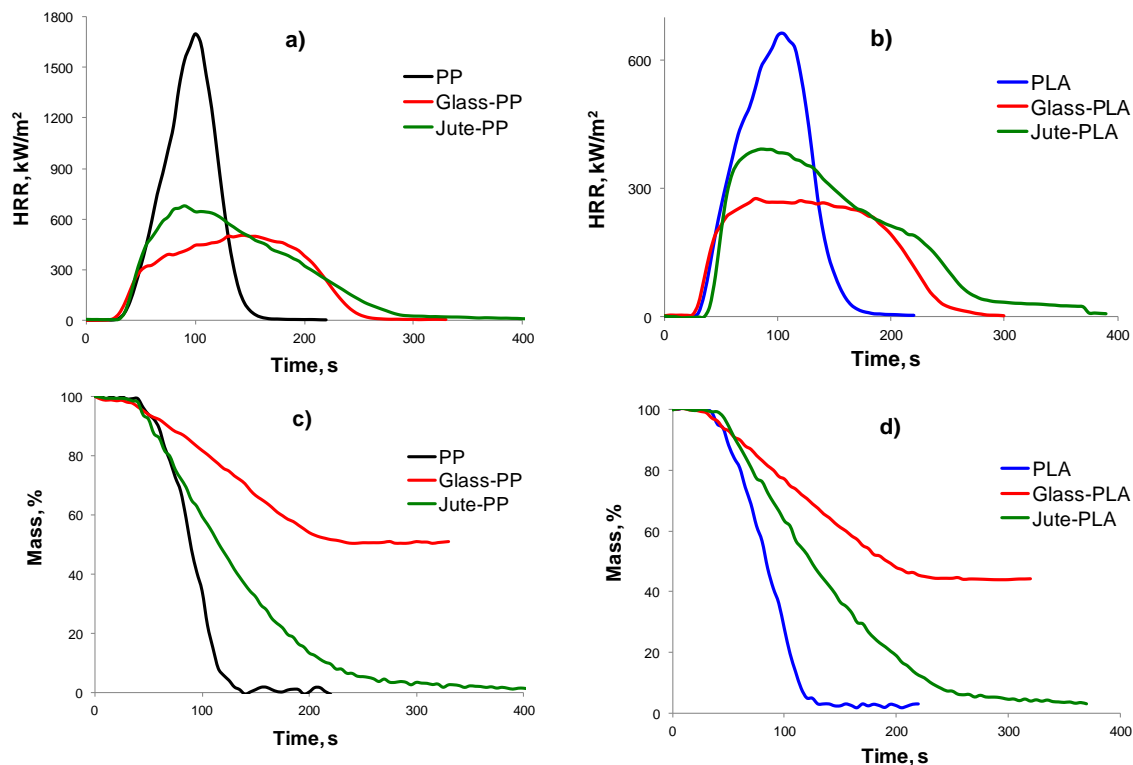 a)
HRR, kW/m²
1800
1500
1200
900
600
300
0
0 100 200 300 400
Time, s
PP
Glass-PP
Jute-PP
b)
HRR, kW/m²
600
300
0
0 100 200 300 400
Time, s
PLA
Glass-PLA
Jute-PLA
c)
Mass, %
100
80
60
40
20
0
0 100 200 300 400
Time, s
PP
Glass-PP
Jute-PP
d)
Mass, %
100
80
60
40
20
0
0 100 200 300 400
Time, s
PLA
Glass-PLA
Jute-PLA